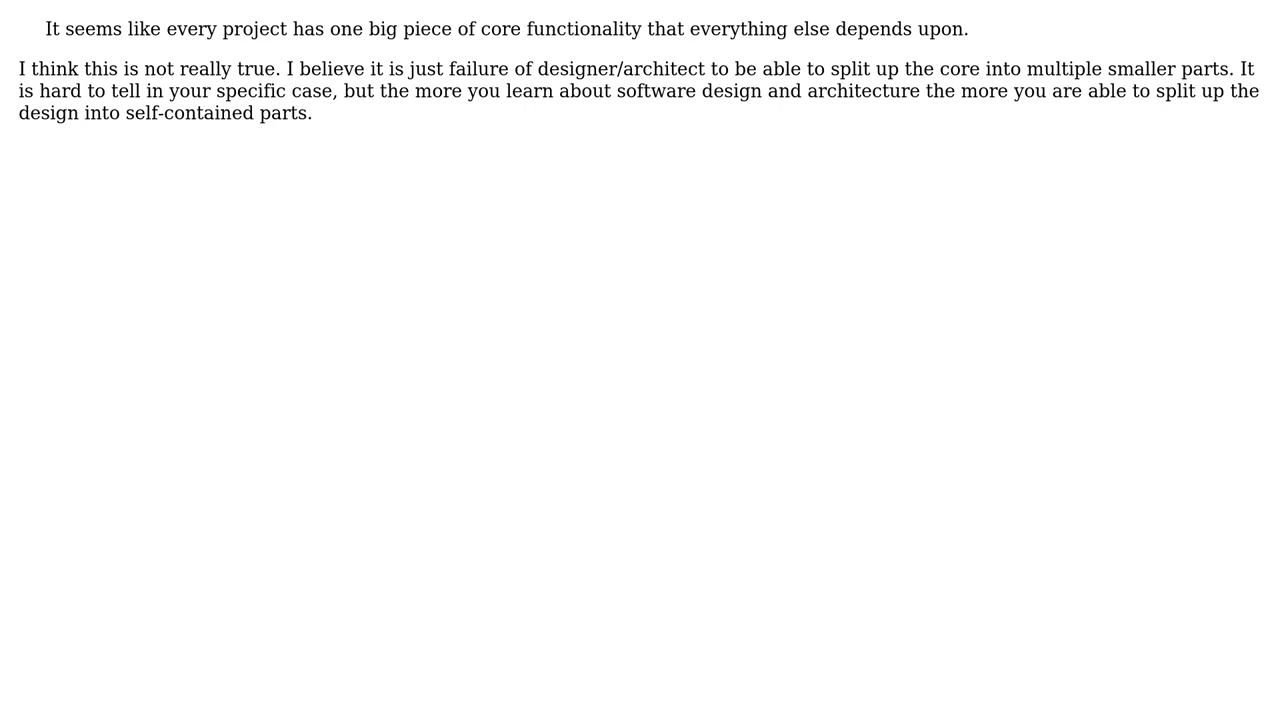 It seems like every project has one big piece of core functionality that everything else depends upon.
I think this is not really true. I believe it is just failure of designer/architect to be able to split up the core into multiple smaller parts. It
is hard to tell in your specific case, but the more you learn about software design and architecture the more you are able to split up the
design into self-contained parts.